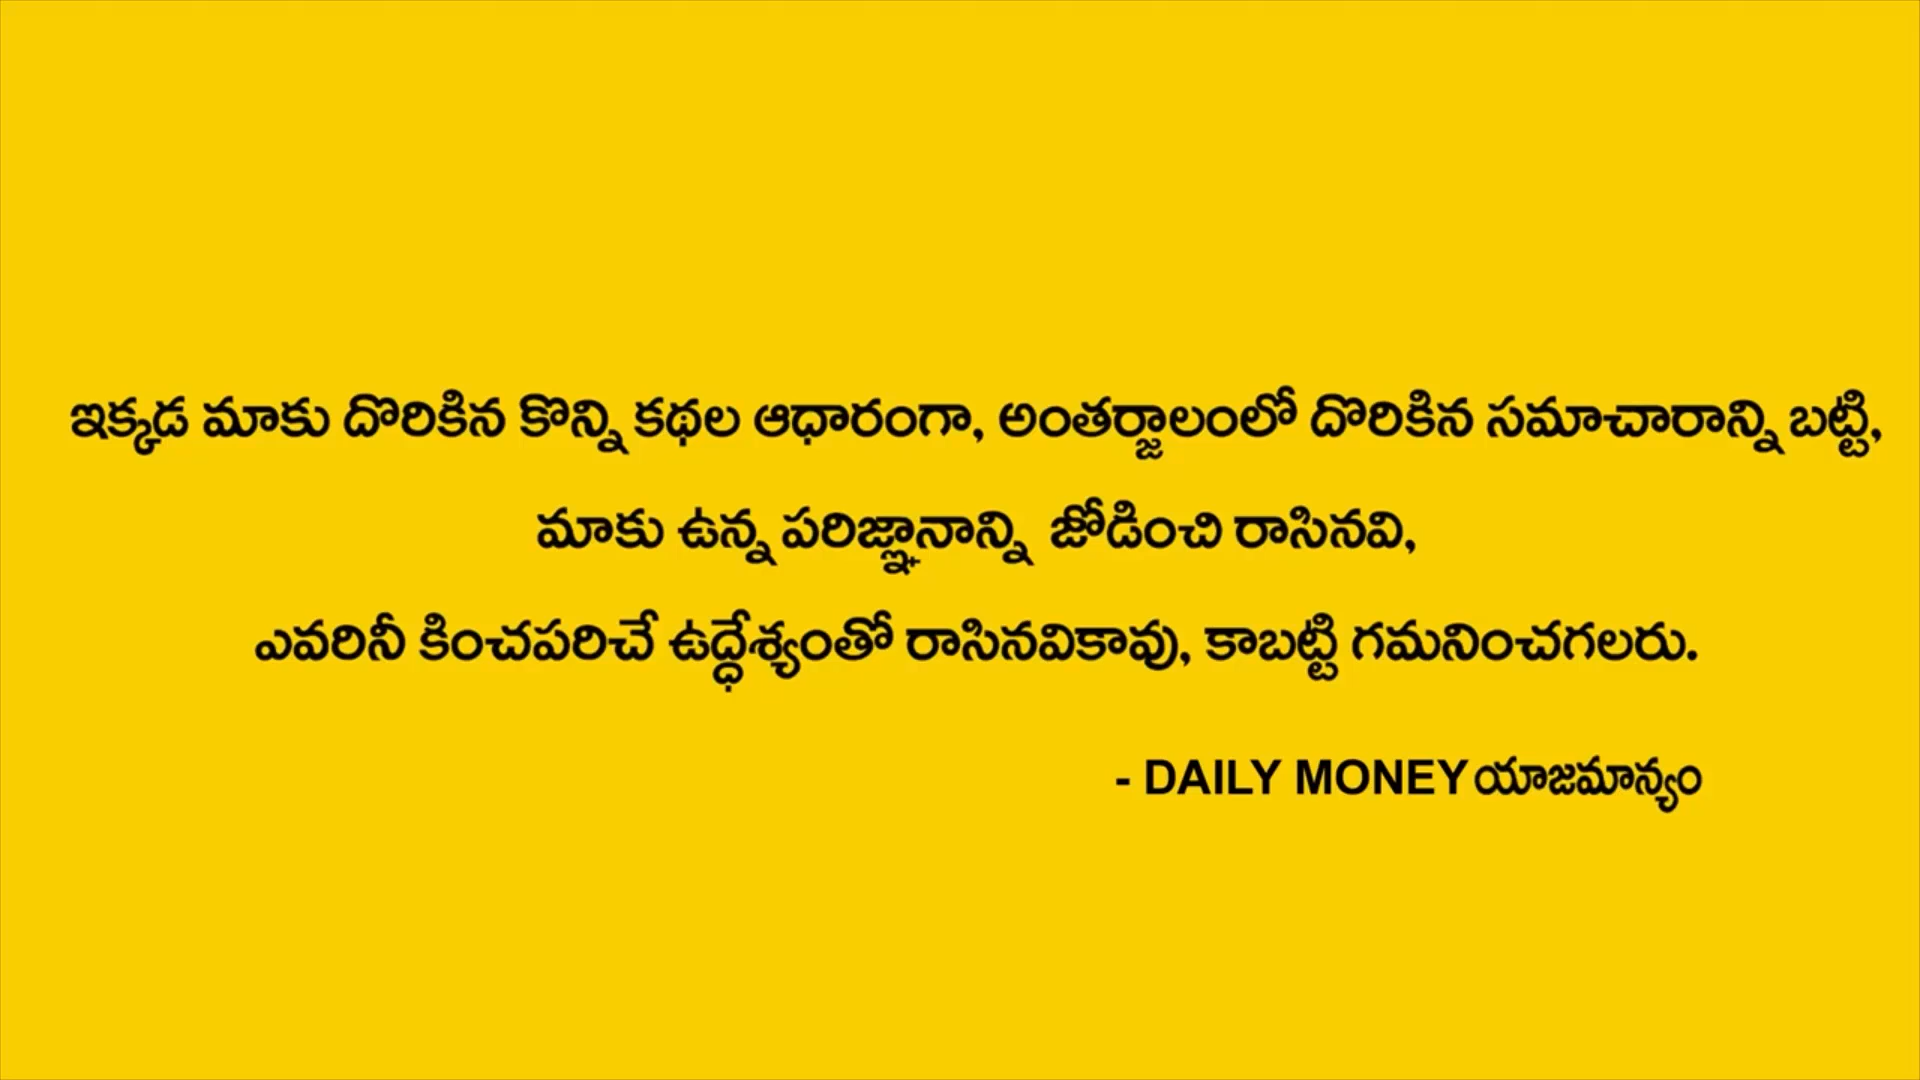 ఇక్కడ మాకు దొరికిన కొన్ని కథల ఆధారంగా, అంతర్జాలంలో దొరికిన సమాచారాన్ని బట్టి,
మాకు ఉన్న పరిజ్ఞానాన్ని జోడించి రాసినవి,
ఎవరినీ కించపరిచే ఉద్ధేశ్యంతో రాసినవికావు, కాబట్టి గమనించగలరు.
- DAILY MONEY యాజమాన్యం